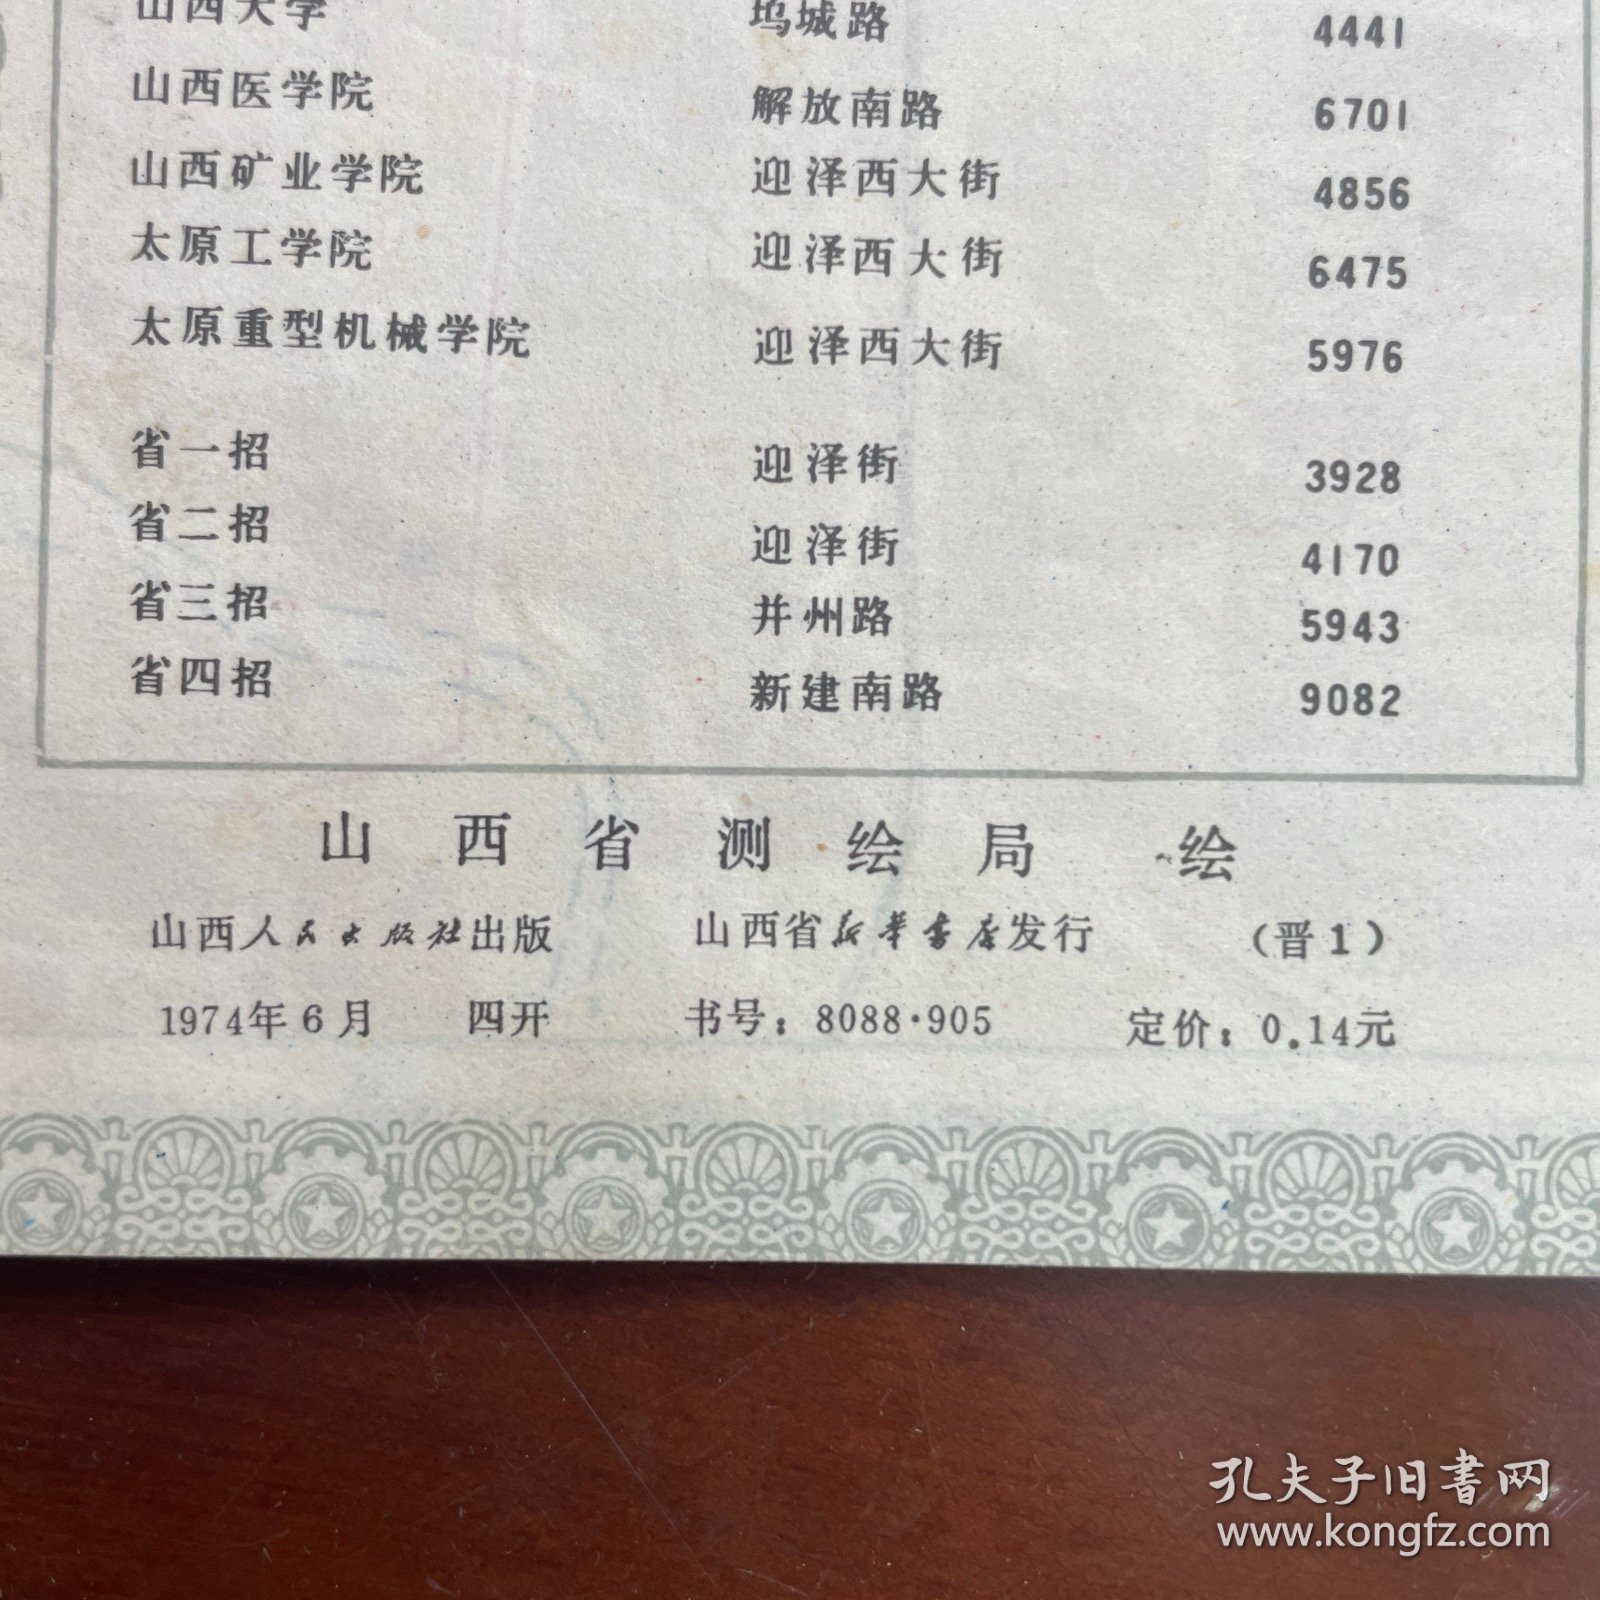 山西大学 坞城路 4441
山西医学院 解放南路 6701
山西矿业学院 迎泽西大街 4856
太原工学院 迎泽西大街 6475
太原重型机械学院 迎泽西大街 5976
省一招 迎泽街 3928
省二招 迎泽街 4170
省三招 并州路 5943
省四招 新建南路 9082
山西省测绘局 绘
山西人民出版社出版 山西省新华书店发行 (晋1)
1974年6月 四开 书号：8088·905 定价：0.14元
孔夫子旧书网
www.kongfz.com